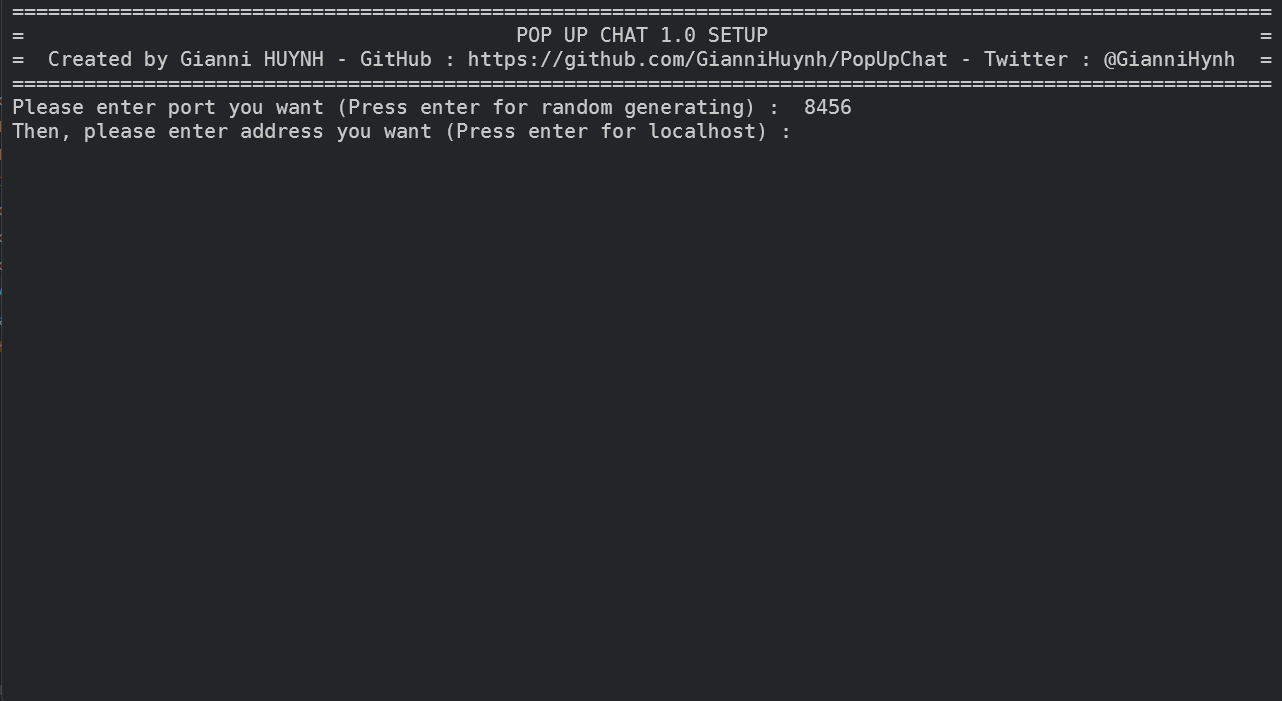 =========================================================================================================
=                                         POP UP CHAT 1.0 SETUP                                         =
=  Created by Gianni HUYNH - GitHub : https://github.com/GianniHuynh/PopUpChat - Twitter : @GianniHynh  =
=========================================================================================================
Please enter port you want (Press enter for random generating) :  8456
Then, please enter address you want (Press enter for localhost) :